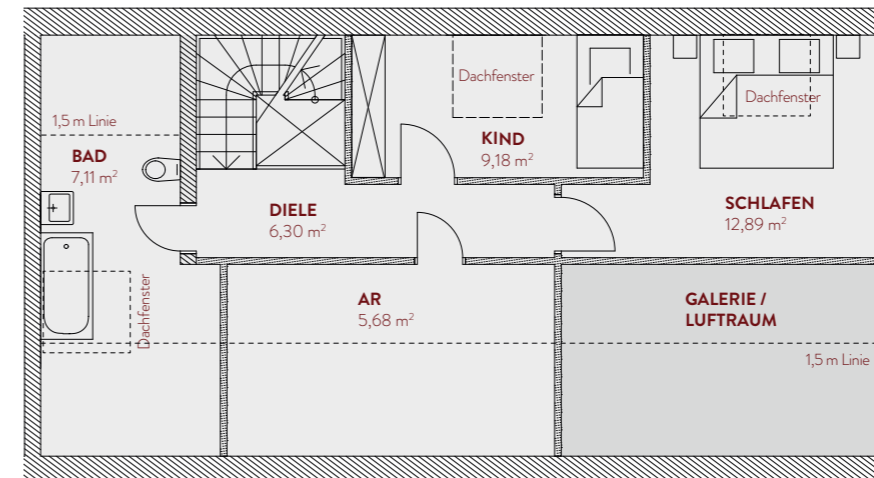 Dachfenster
Dachfenster
1,5 m Linie
BAD
7,11 m²
KIND
9,18 m²
DIELE
6,30 m²
SCHLAFEN
12,89 m²
Dachfenster
AR
5,68 m²
GALERIE /
LUFTRAUM
1,5 m Linie